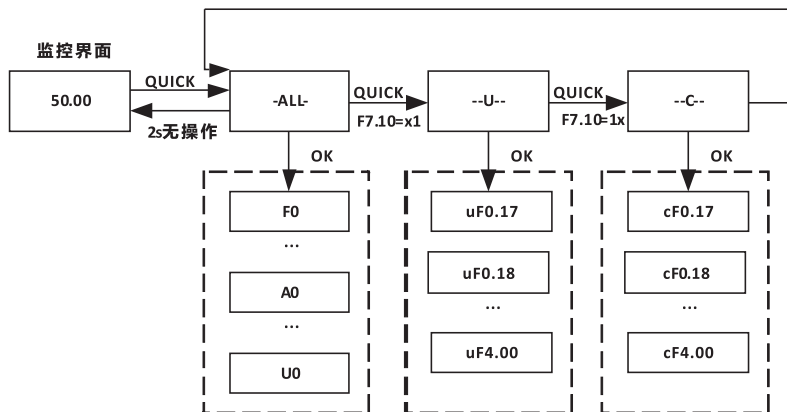 监控界面
50.00
QUICK
2s无操作
-ALL-
QUICK
F7.10=x1
--U--
QUICK
F7.10=1x
--C--
OK
OK
OK
F0
...
A0
...
U0
uF0.17
uF0.18
...
uF4.00
cF0.17
cF0.18
...
cF4.00